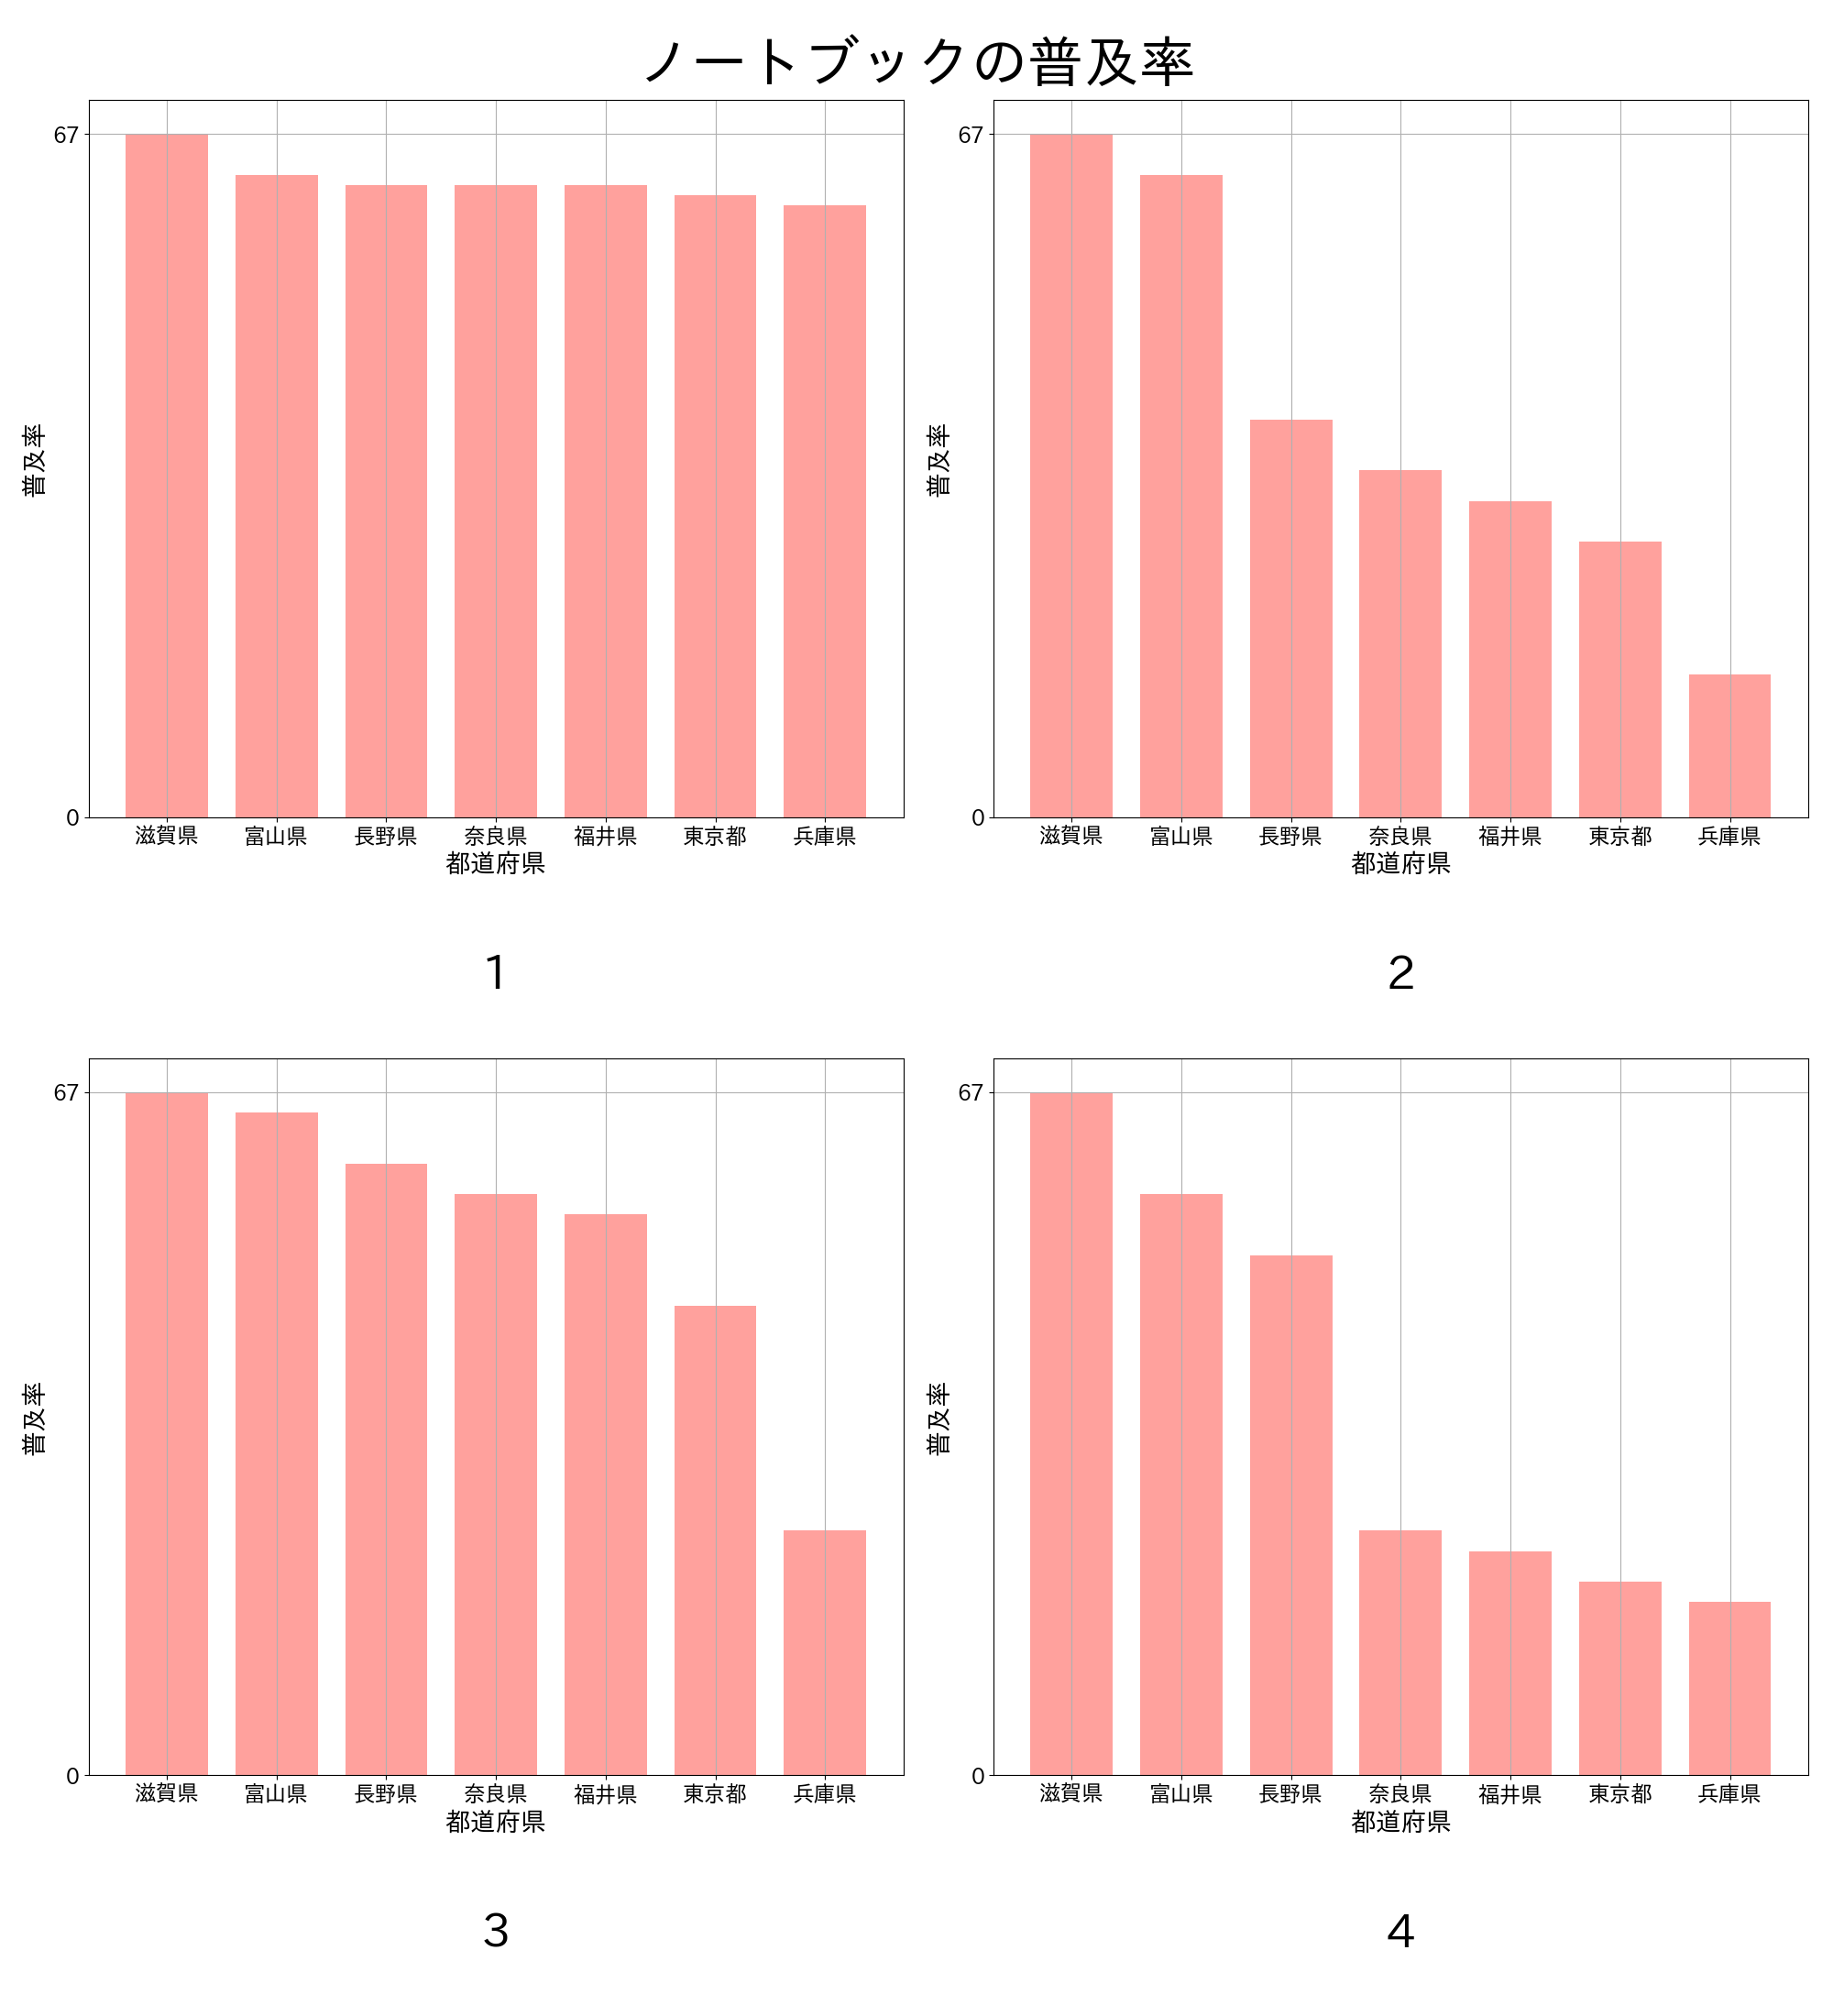 ノートブックの普及率
67
0
普及率
滋賀県 富山県 長野県 奈良県 福井県 東京都 兵庫県
都道府県
1
67
0
普及率
滋賀県 富山県 長野県 奈良県 福井県 東京都 兵庫県
都道府県
2
67
0
普及率
滋賀県 富山県 長野県 奈良県 福井県 東京都 兵庫県
都道府県
3
67
0
普及率
滋賀県 富山県 長野県 奈良県 福井県 東京都 兵庫県
都道府県
4